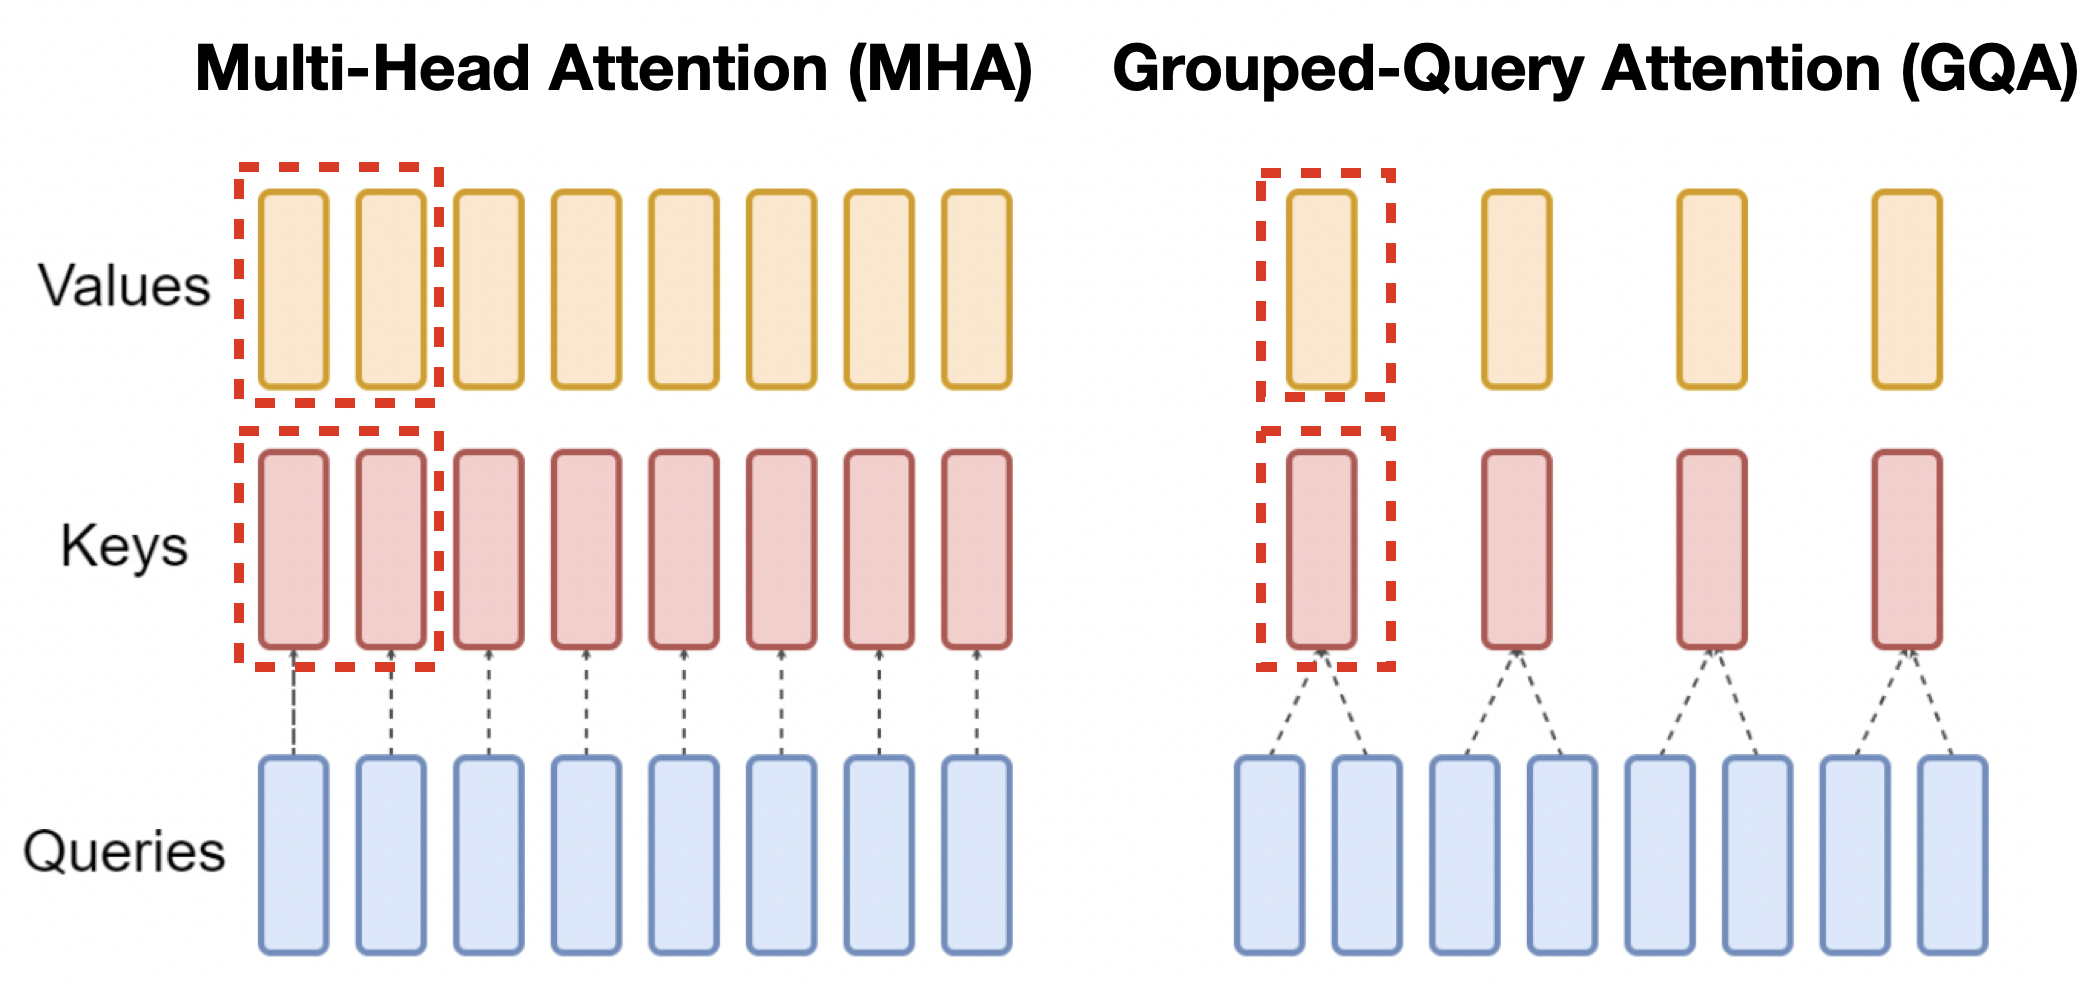 Multi-Head Attention (MHA)
Grouped-Query Attention (GQA)
Values
Keys
Queries